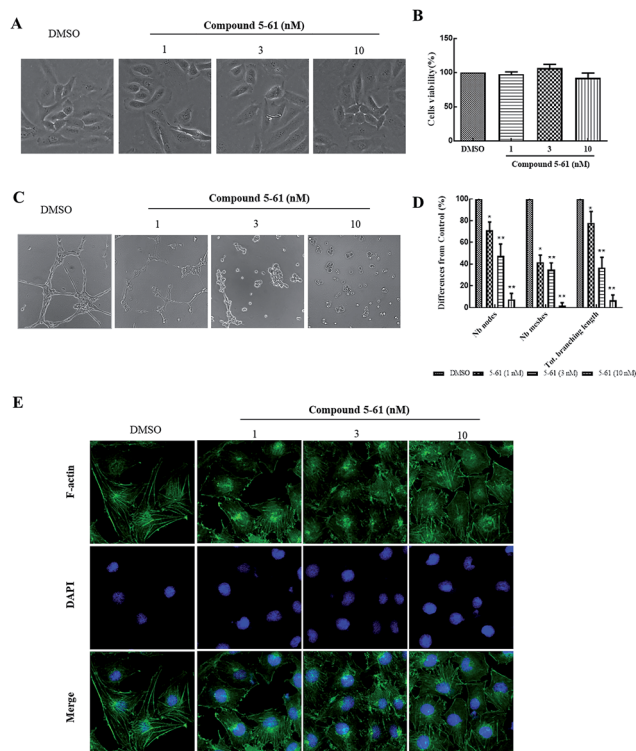 A
DMSO
Compound 5-61 (nM)
1
3
10
B
Cells viability(%)
150
100
50
0
DMSO
1
3
10
Compound 5-61 (nM)
C
DMSO
Compound 5-61 (nM)
1
3
10
D
Differences from Control (%)
100
80
60
40
20
0
*
**
**
*
**
**
*
**
**
Nb nodes
Nb meshes
Tot. branching length
DMSO
5-61 (1 nM)
5-61 (3 nM)
5-61 (10 nM)
E
Compound 5-61 (nM)
DMSO
1
3
10
F-actin
DAPI
Merge